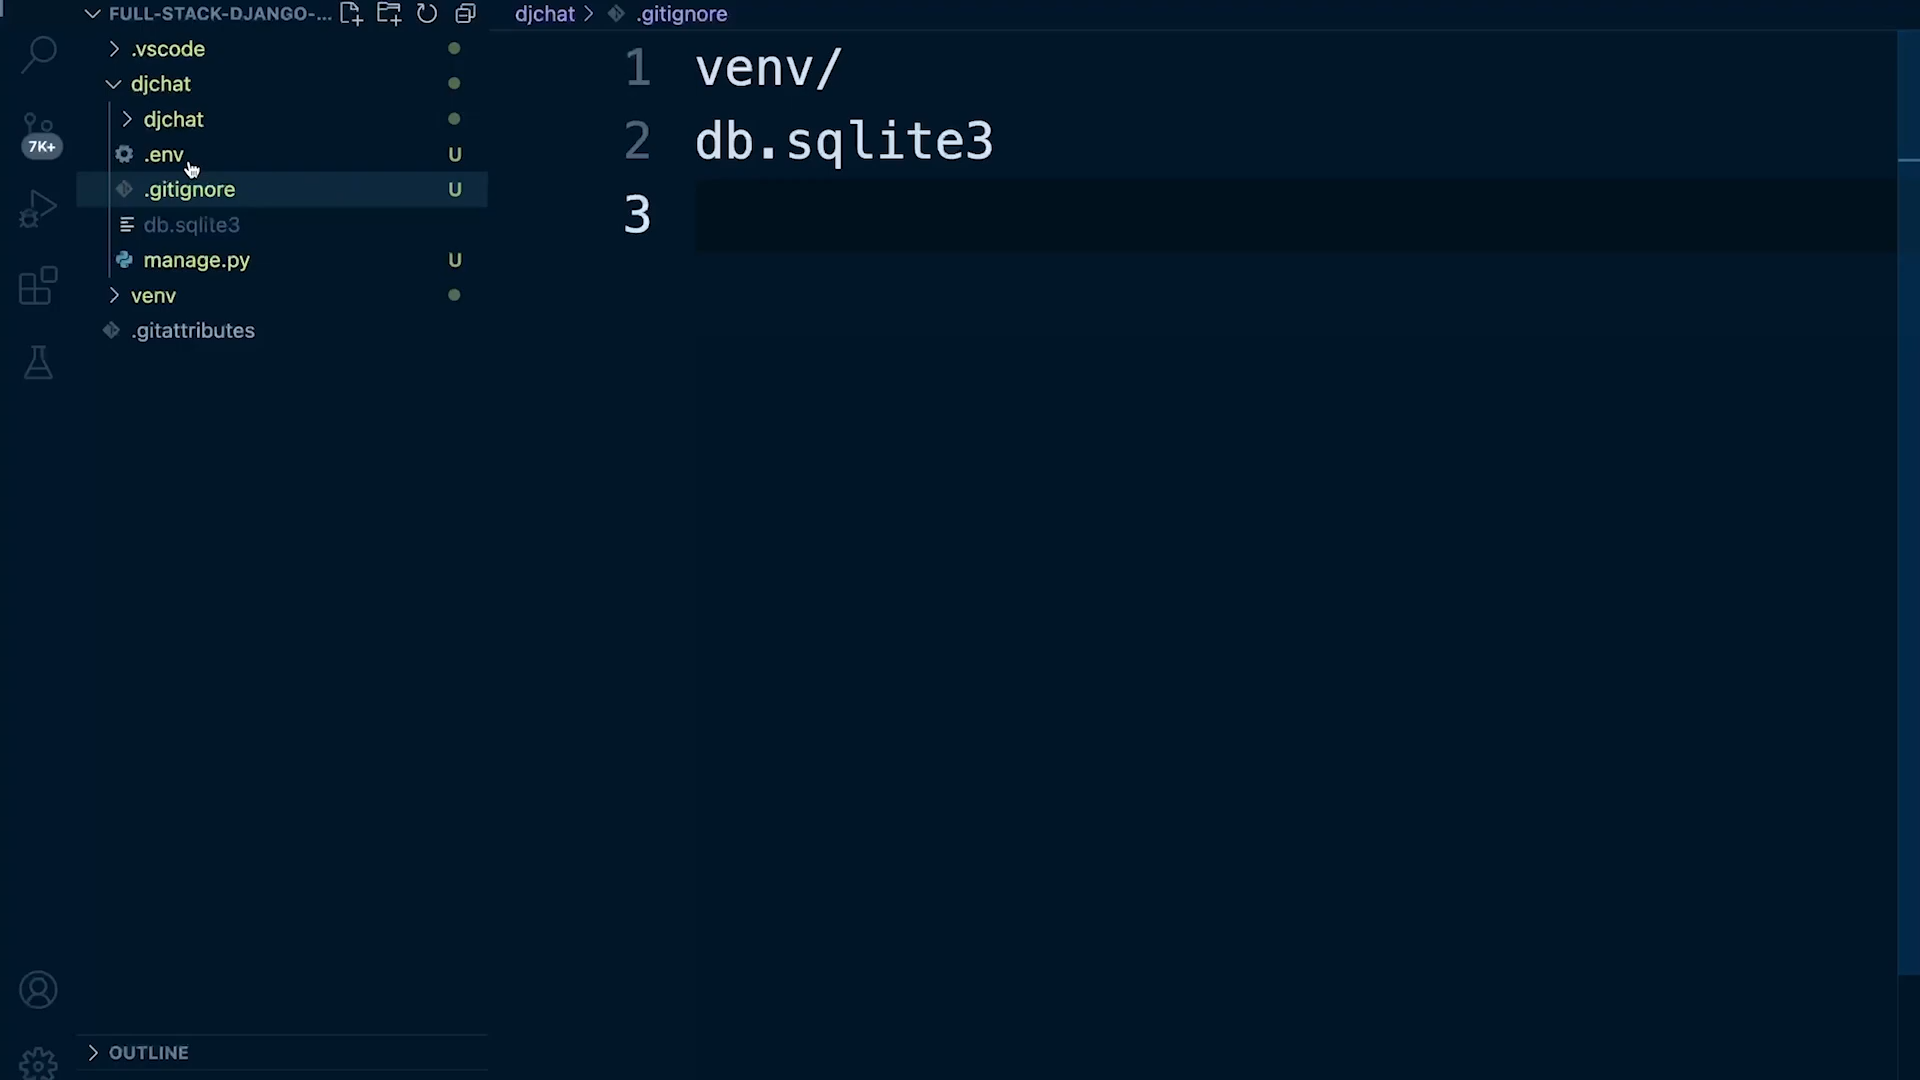 FULL-STACK-DJANGO-...
.vscode
djchat
djchat
.env U
.gitignore U
db.sqlite3
manage.py U
venv
.gitattributes
7K+
OUTLINE
djchat > .gitignore
1 venv/
2 db.sqlite3
3